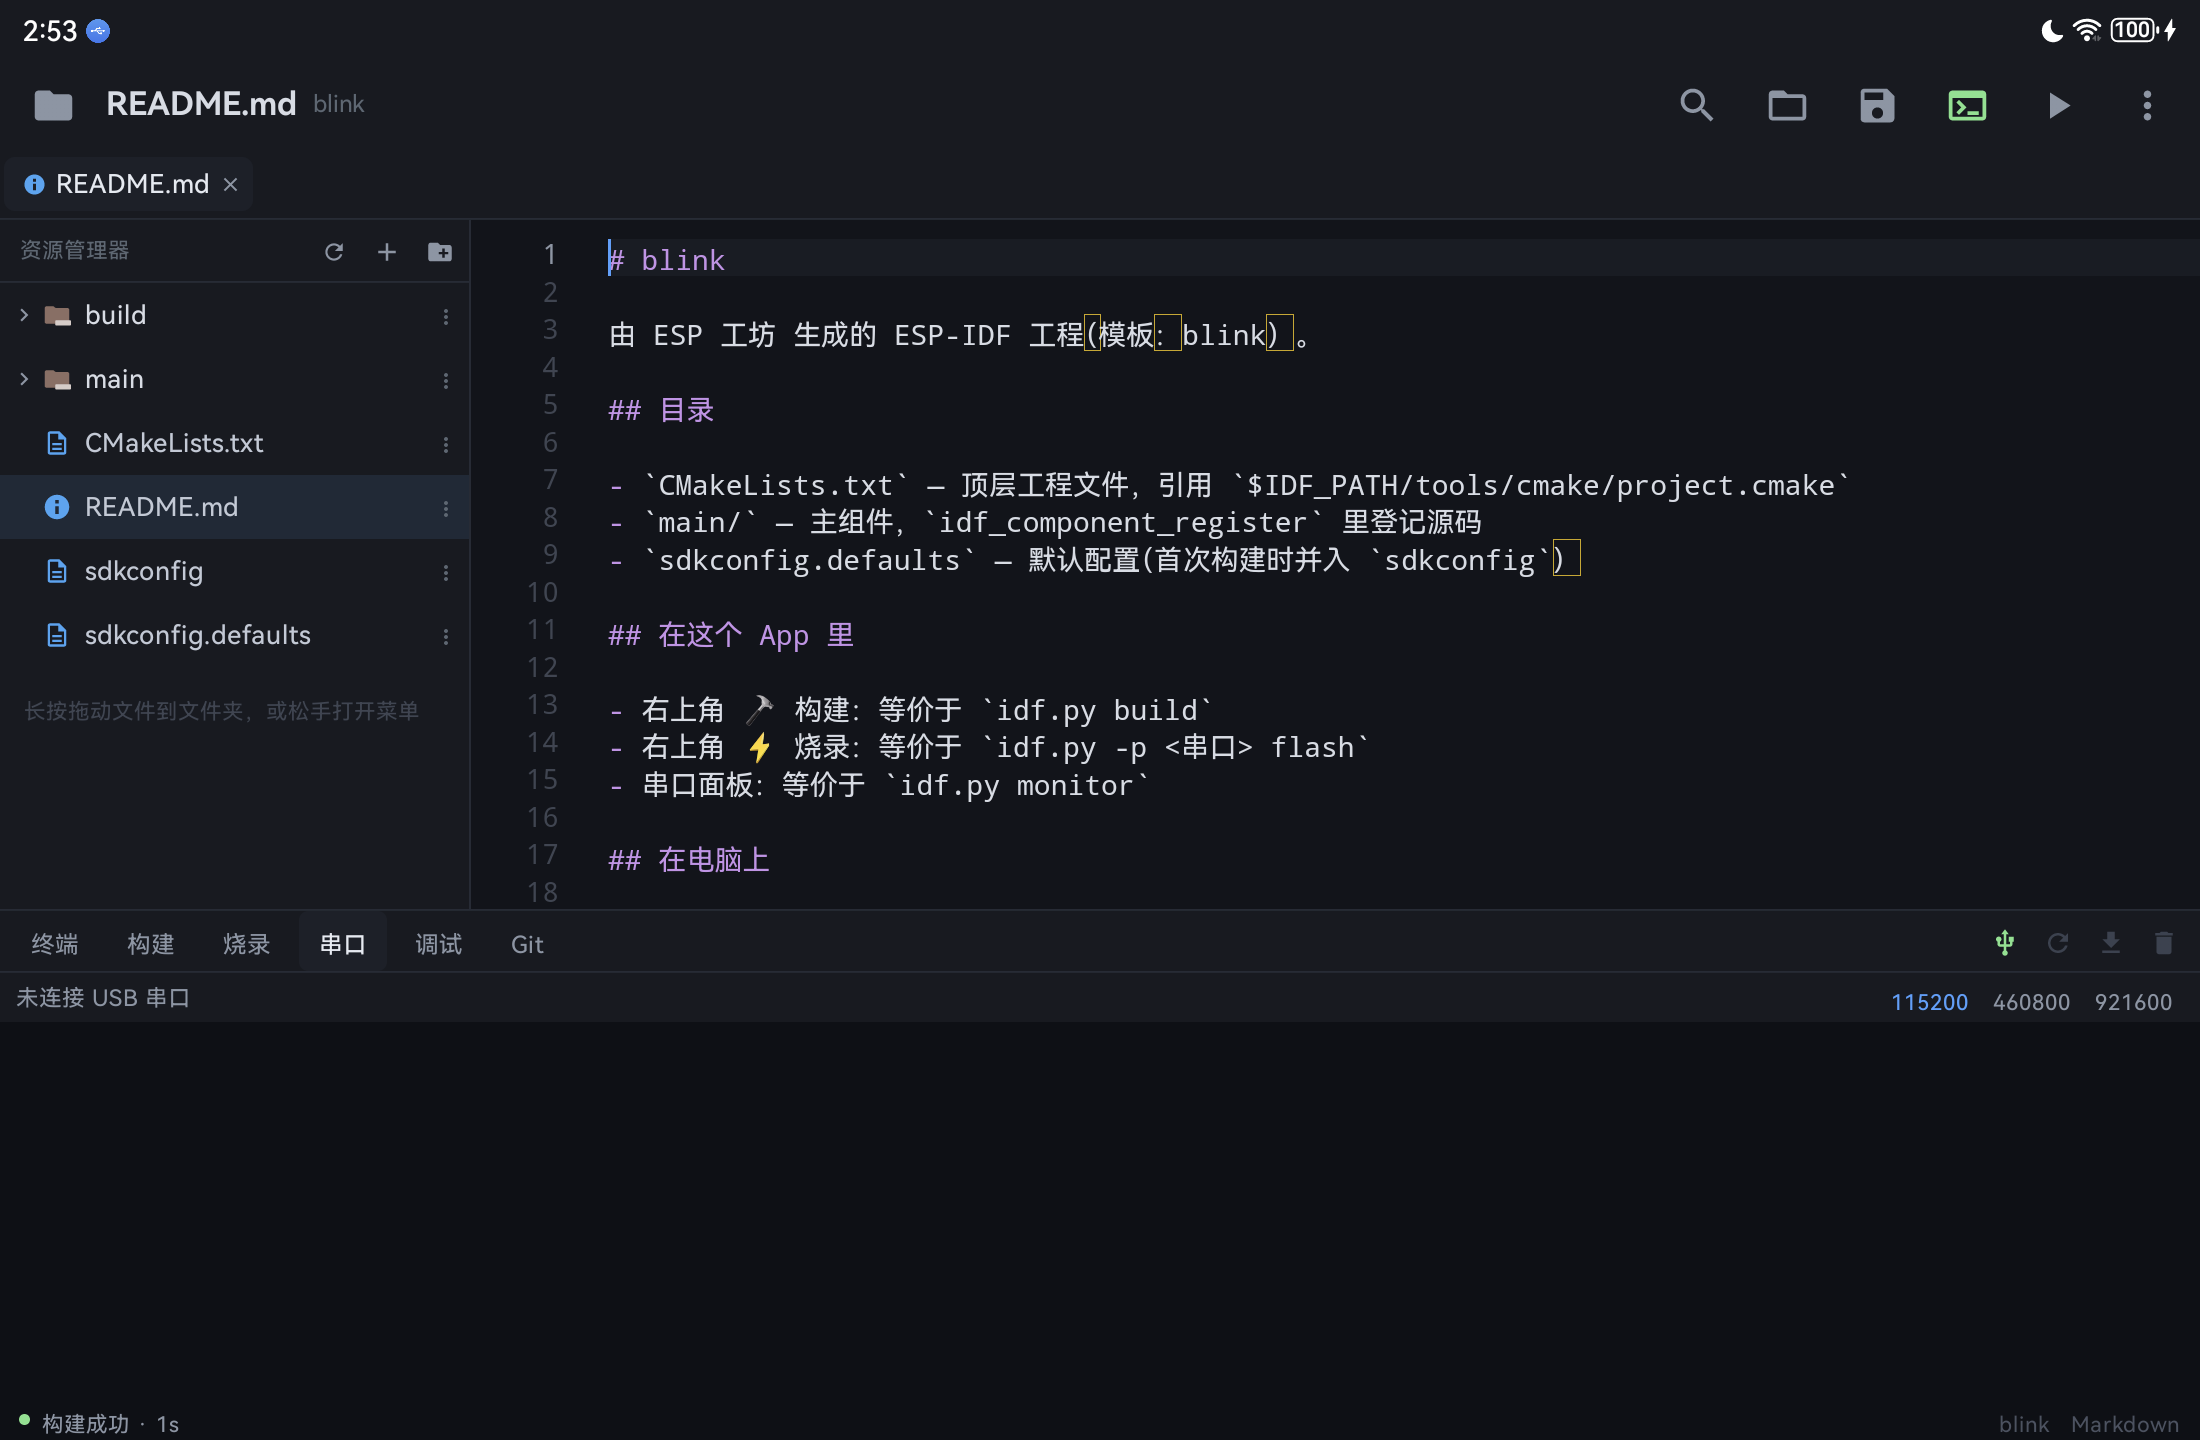 2:53
100
README.md blink
README.md
资源管理器
build
main
CMakeLists.txt
README.md
sdkconfig
sdkconfig.defaults
长按拖动文件到文件夹，或松手打开菜单
1 # blink
2
3 由 ESP 工坊 生成的 ESP-IDF 工程(模板：blink）。
4
5 ## 目录
6
7 - `CMakeLists.txt` — 顶层工程文件，引用 `$IDF_PATH/tools/cmake/project.cmake`
8 - `main/` — 主组件，`idf_component_register` 里登记源码
9 - `sdkconfig.defaults` — 默认配置(首次构建时并入 `sdkconfig`）
10
11 ## 在这个 App 里
12
13 - 右上角 🔨 构建：等价于 `idf.py build`
14 - 右上角 ⚡ 烧录：等价于 `idf.py -p <串口> flash`
15 - 串口面板：等价于 `idf.py monitor`
16
17 ## 在电脑上
18
终端 构建 烧录 串口 调试 Git
未连接 USB 串口 115200 460800 921600
构建成功 · 1s blink Markdown